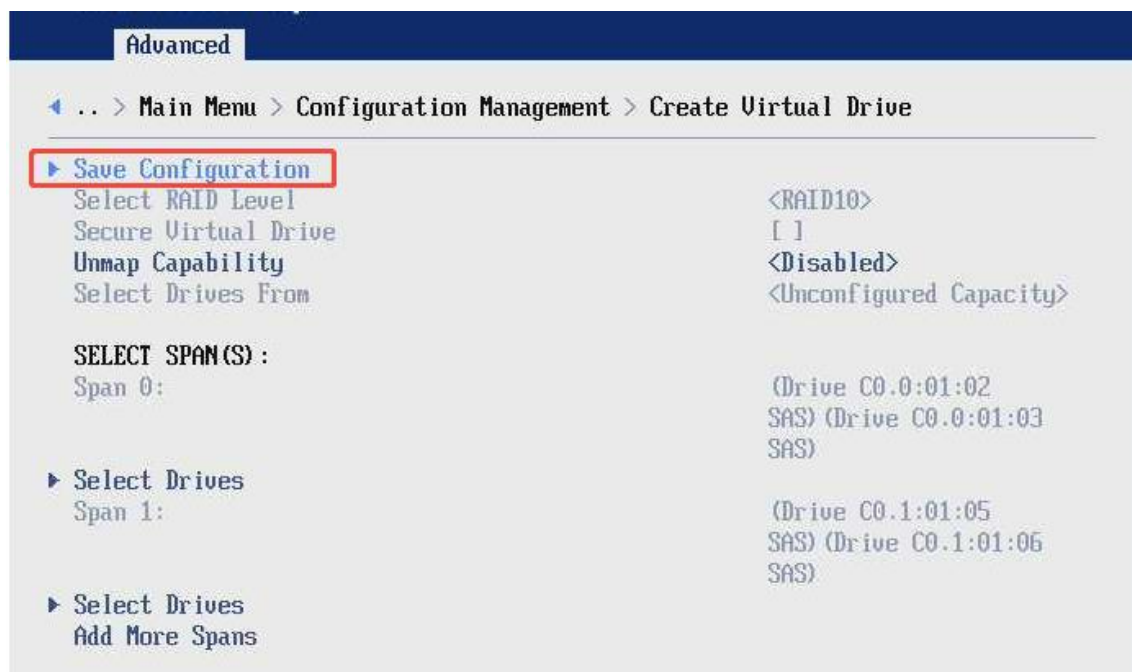 Advanced
.. > Main Menu > Configuration Management > Create Virtual Drive
Save Configuration
Select RAID Level <RAID10>
Secure Virtual Drive [ ]
Unmap Capability <Disabled>
Select Drives From <Unconfigured Capacity>
SELECT SPAN(S):
Span 0: (Drive C0.0:01:02
SAS)(Drive C0.0:01:03
SAS)
Select Drives
Span 1: (Drive C0.1:01:05
SAS)(Drive C0.1:01:06
SAS)
Select Drives
Add More Spans